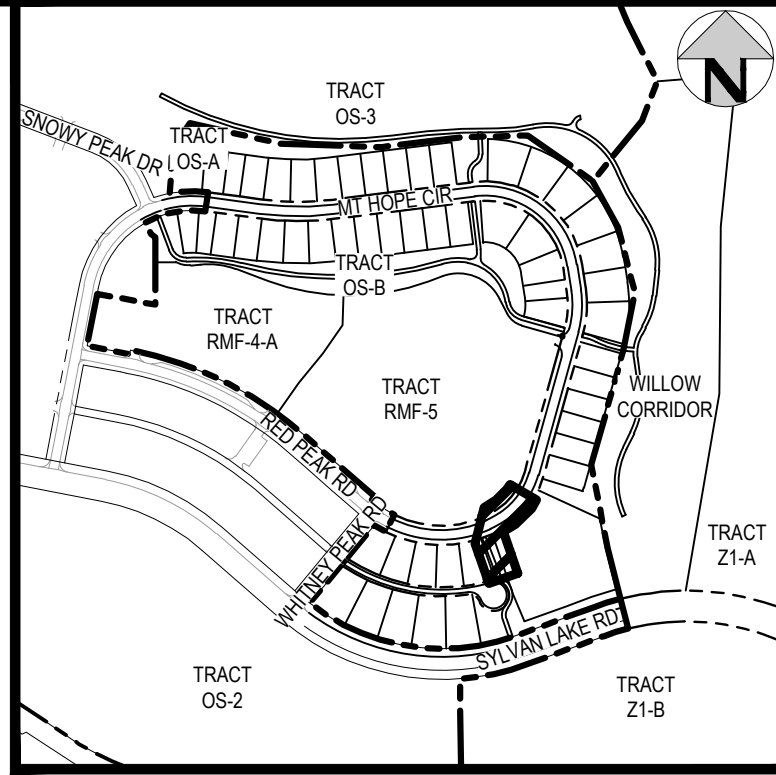 N
TRACT
OS-3
SNOWY PEAK DR
TRACT
OS-A
MT HOPE CIR
TRACT
OS-B
TRACT
RMF-4-A
TRACT
RMF-5
WILLOW
CORRIDOR
RED PEAK RD
WHITNEY PEAK RD
TRACT
Z1-A
SYLVAN LAKE RD
TRACT
OS-2
TRACT
Z1-B